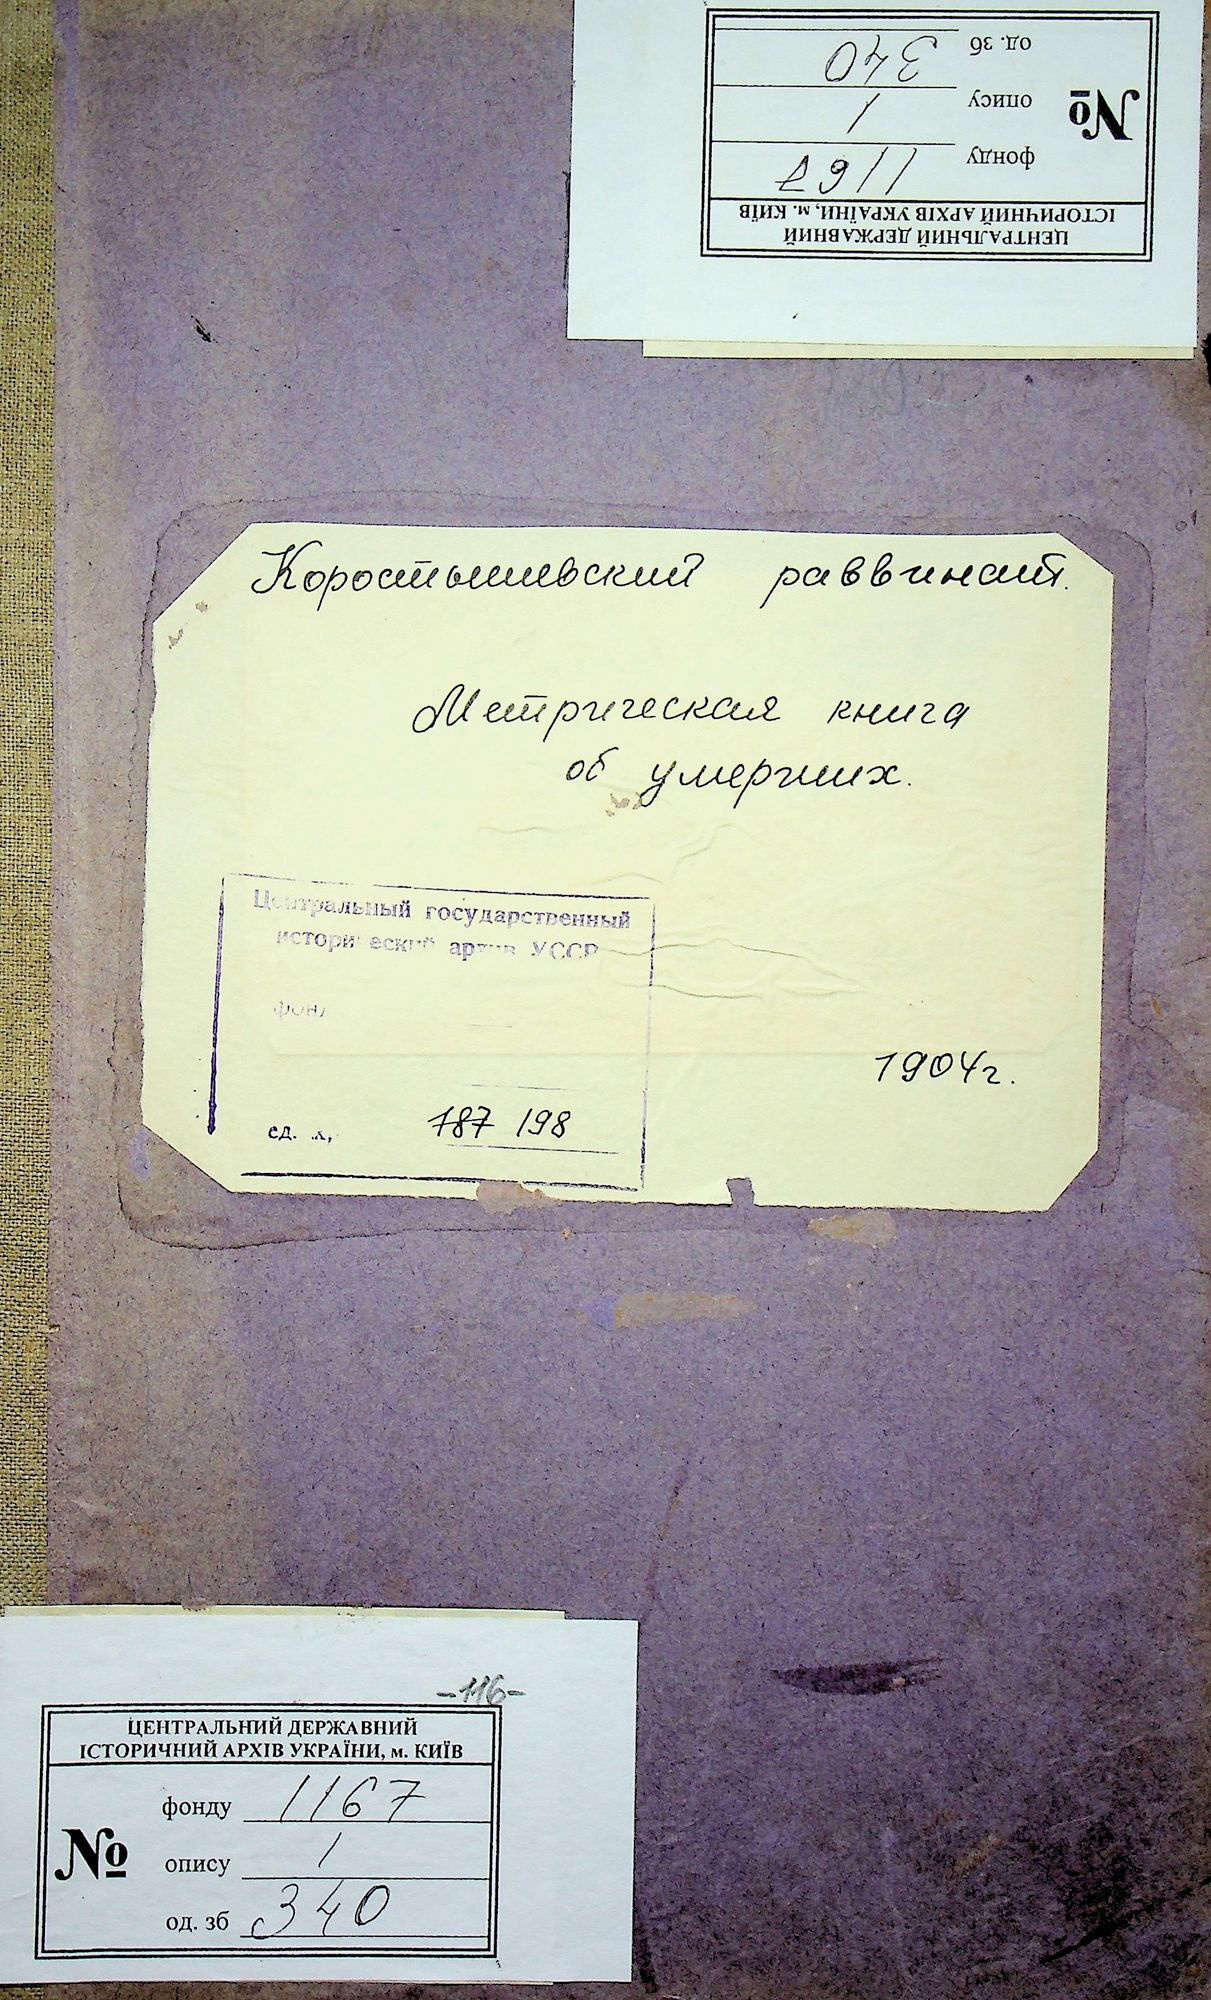 ЦЕНТРАЛЬНИЙ ДЕРЖАВНИЙ
ІСТОРИЧНИЙ АРХІВ УКРАЇНИ, м. КИЇВ
№
фонду 1167
опису 1
од. зб 340
Коростышевский раввинат.
Метрическая книга
об умерших.
Центральный государственный
исторический архив УССР
фонд
1904г.
ед. х, 187 198
-116-
ЦЕНТРАЛЬНИЙ ДЕРЖАВНИЙ
ІСТОРИЧНИЙ АРХІВ УКРАЇНИ, м. КИЇВ
№
фонду 1167
опису 1
од. зб 340